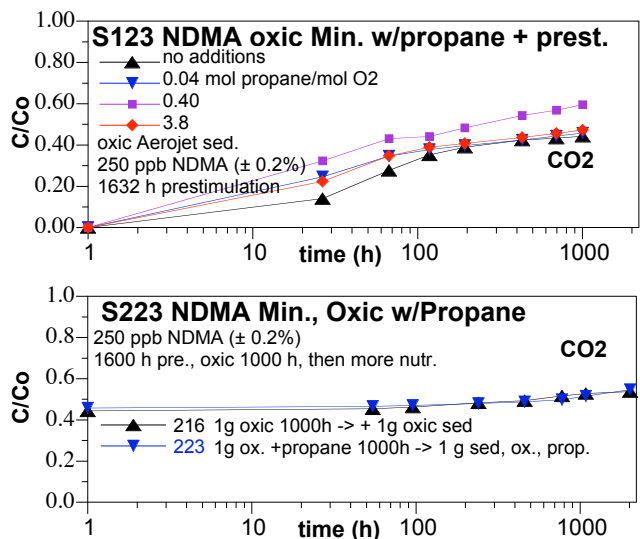 S123 NDMA oxic Min. w/propane + prest.
no additions
0.04 mol propane/mol O2
0.40
3.8
oxic Aerojet sed.
250 ppb NDMA (± 0.2%)
1632 h prestimulation
CO2
C/Co
0.00
0.20
0.40
0.60
0.80
1
10
100
1000
time (h)
S223 NDMA Min., Oxic w/Propane
250 ppb NDMA (± 0.2%)
1600 h pre., oxic 1000 h, then more nutr.
CO2
216 1g oxic 1000h -> + 1g oxic sed
223 1g ox. +propane 1000h -> 1 g sed, ox., prop.
C/Co
0.0
0.2
0.4
0.6
0.8
1.0
1
10
100
1000
time (h)